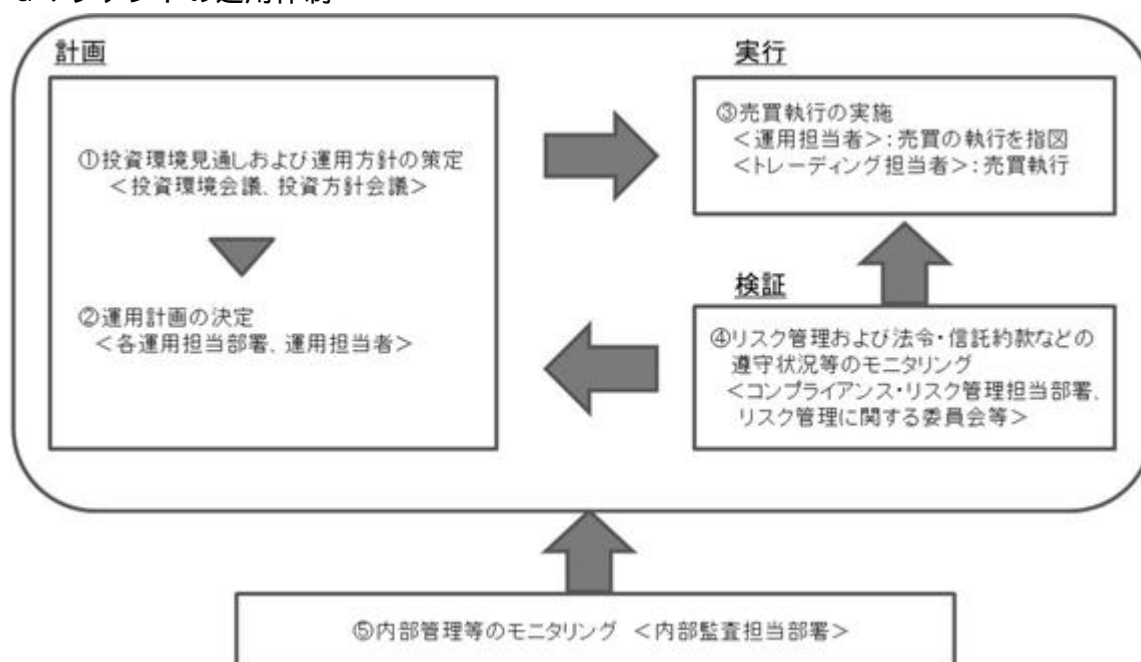 計画
①投資環境見通しおよび運用方針の策定
<投資環境会議、投資方針会議>
②運用計画の決定
<各運用担当部署、運用担当者>
実行
③売買執行の実施
<運用担当者>:売買の執行を指図
<トレーディング担当者>:売買執行
検証
④リスク管理および法令・信託約款などの
遵守状況等のモニタリング
<コンプライアンス・リスク管理担当部署、
リスク管理に関する委員会等>
⑤内部管理等のモニタリング <内部監査担当部署>